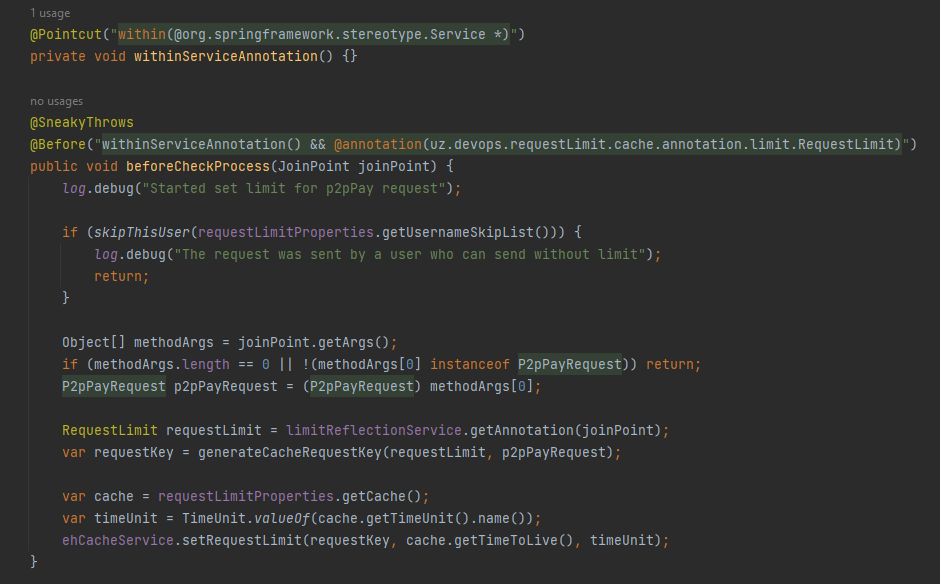 1 usage
@Pointcut("within(@org.springframework.stereotype.Service *)")
private void withinServiceAnnotation() {}
no usages
@SneakyThrows
@Before("withinServiceAnnotation() && @annotation(uz.devops.requestLimit.cache.annotation.limit.RequestLimit)")
public void beforeCheckProcess(JoinPoint joinPoint) {
log.debug("Started set limit for p2pPay request");
if (skipThisUser(requestLimitProperties.getUsernameSkipList())) {
log.debug("The request was sent by a user who can send without limit");
return;
}
Object[] methodArgs = joinPoint.getArgs();
if (methodArgs.length == 0 || !(methodArgs[0] instanceof P2pPayRequest)) return;
P2pPayRequest p2pPayRequest = (P2pPayRequest) methodArgs[0];
RequestLimit requestLimit = limitReflectionService.getAnnotation(joinPoint);
var requestKey = generateCacheRequestKey(requestLimit, p2pPayRequest);
var cache = requestLimitProperties.getCache();
var timeUnit = TimeUnit.valueOf(cache.getTimeUnit().name());
ehCacheService.setRequestLimit(requestKey, cache.getTimeToLive(), timeUnit);
}